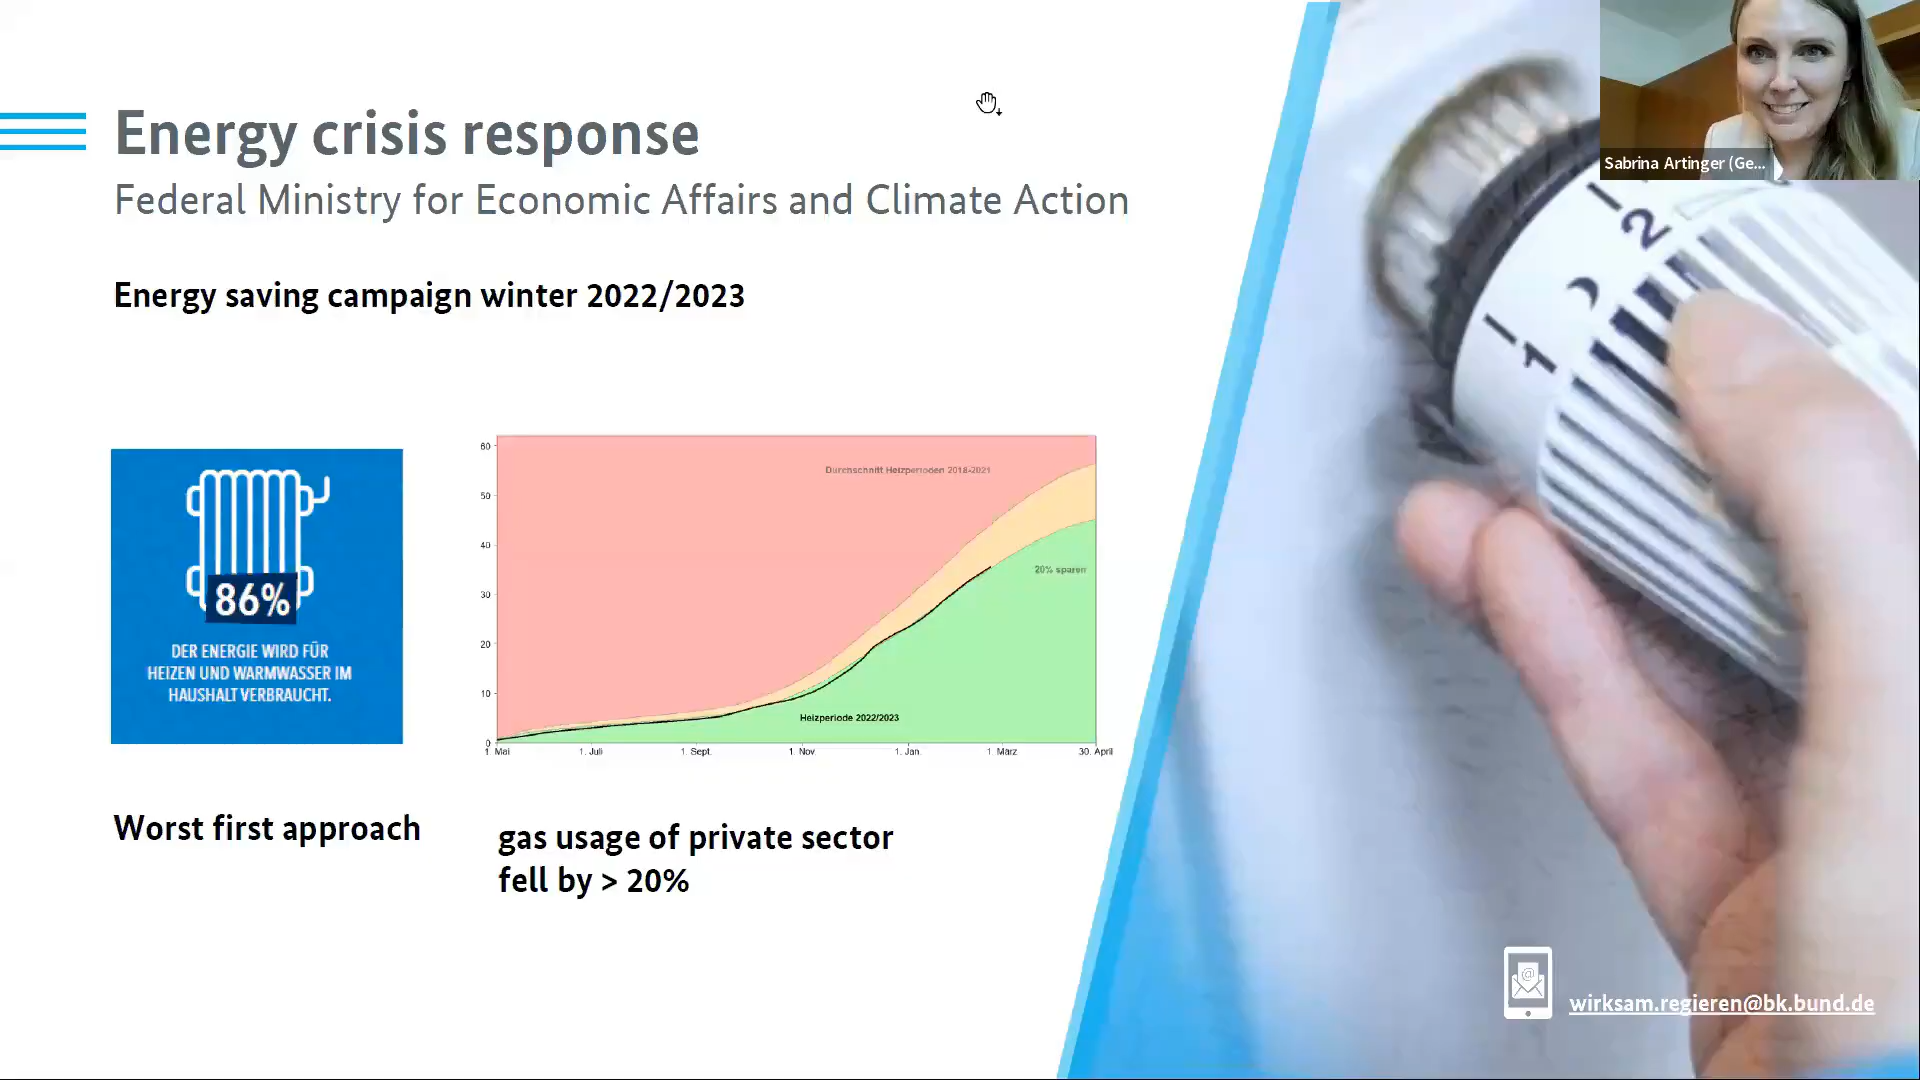 Energy crisis response
Federal Ministry for Economic Affairs and Climate Action
Energy saving campaign winter 2022/2023
86%
DER ENERGIE WIRD FÜR
HEIZEN UND WARMWASSER IM
HAUSHALT VERBRAUCHT.
Worst first approach
60
50
40
30
20
10
0
Durchschnitt Heizperioden 2018-2021
20% sparen
Heizperiode 2022/2023
1. Mai
1. Juli
1. Sept.
1. Nov.
1. Jan.
1. März
30. April
gas usage of private sector
fell by > 20%
Sabrina Artinger (Ge...
2
1
@
wirksam.regieren@bk.bund.de